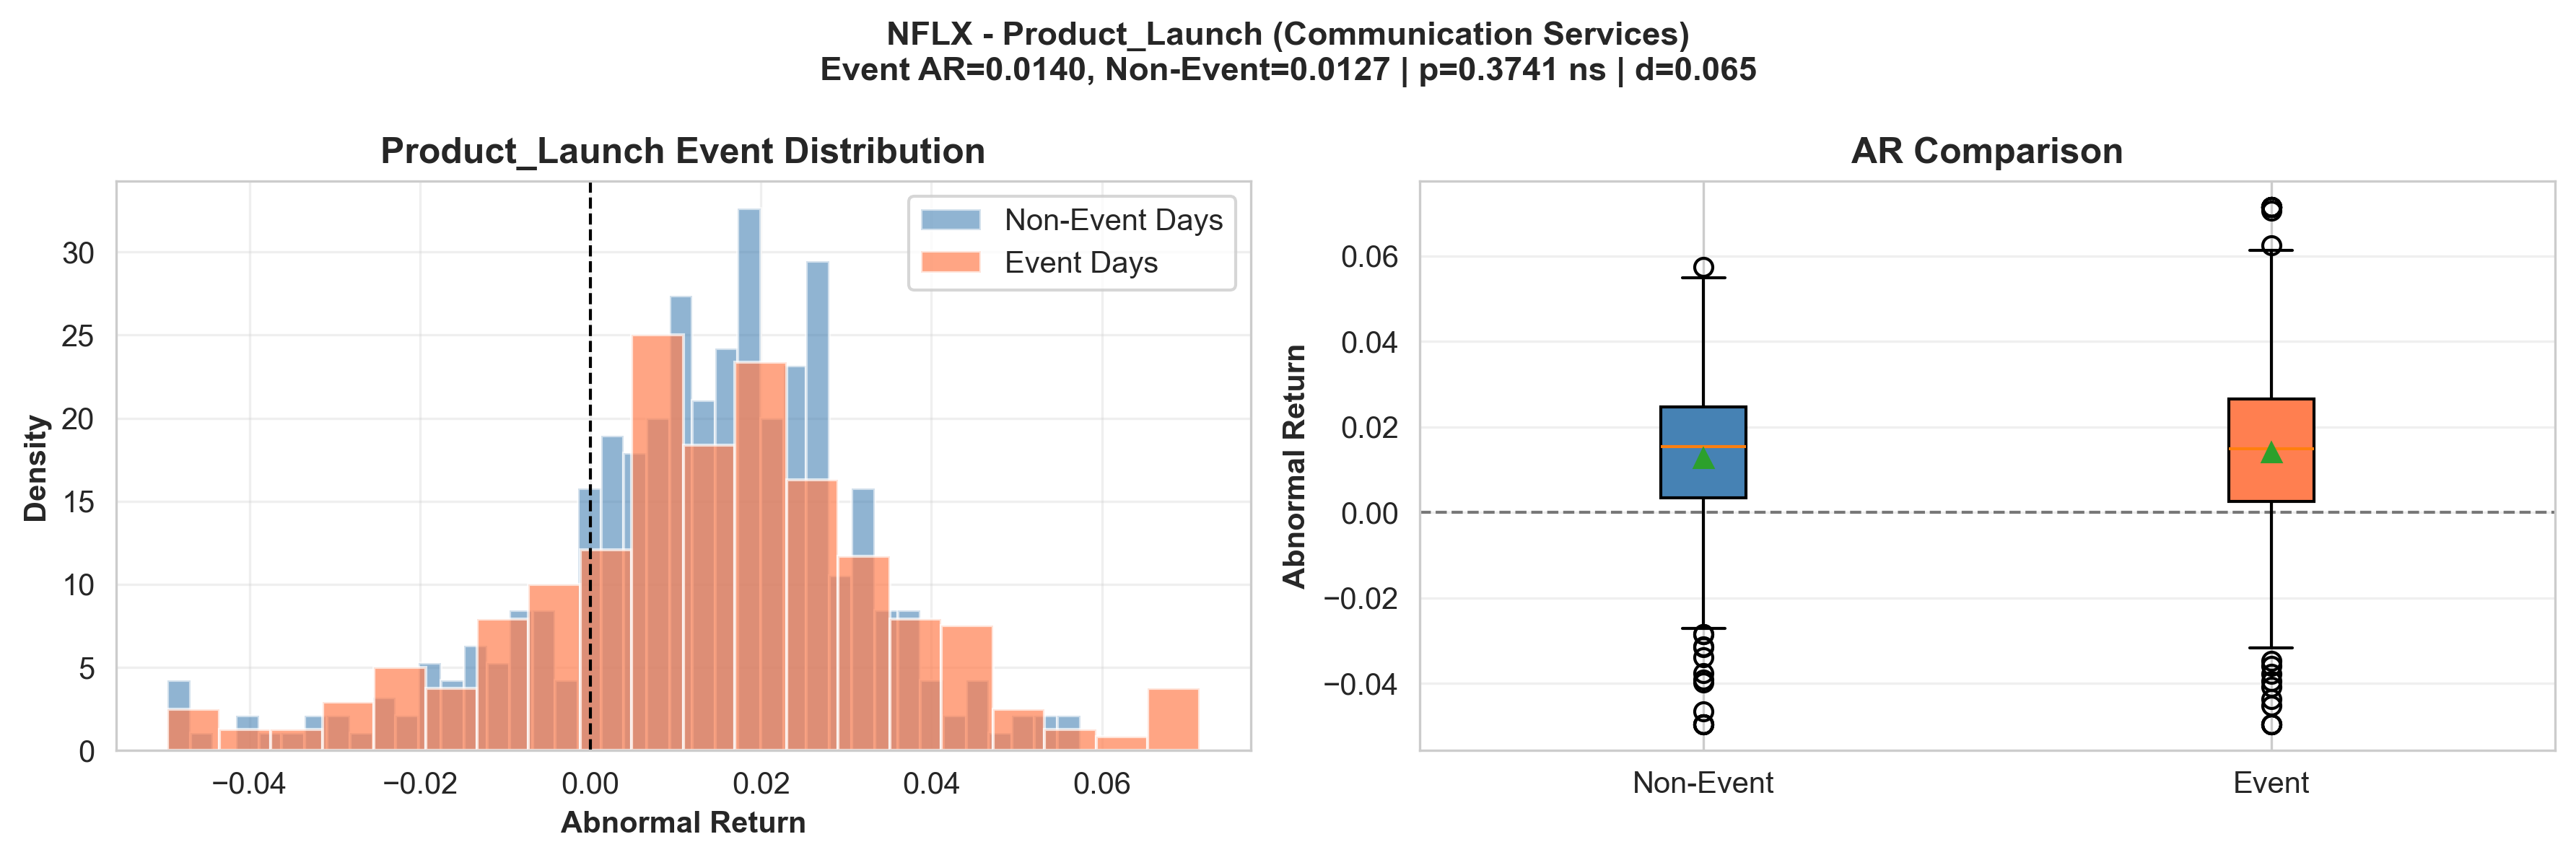 NFLX - Product_Launch (Communication Services)
Event AR=0.0140, Non-Event=0.0127 | p=0.3741 ns | d=0.065
Product_Launch Event Distribution
Non-Event Days
Event Days
Density
30
25
20
15
10
5
0
−0.04
−0.02
0.00
0.02
0.04
0.06
Abnormal Return
AR Comparison
Abnormal Return
0.06
0.04
0.02
0.00
−0.02
−0.04
Non-Event
Event